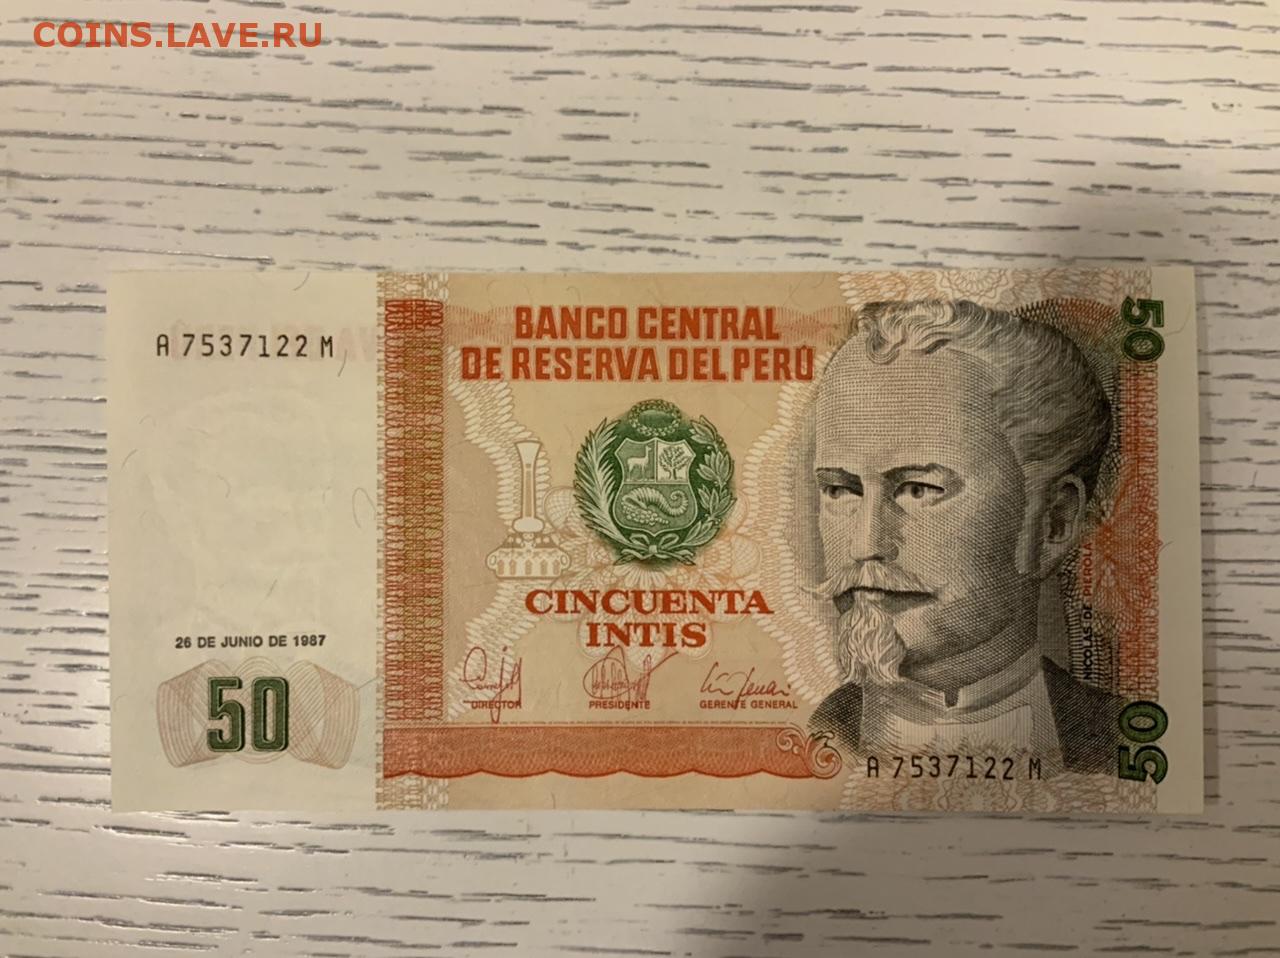 COINS.LAVE.RU
A 7537122 M
BANCO CENTRAL
DE RESERVA DEL PERÚ
50
CINCUENTA
INTIS
NICOLAS DE PIEROLA
26 DE JUNIO DE 1987
50
DIRECTOR
PRESIDENTE
GERENTE GENERAL
A 7537122 M
50